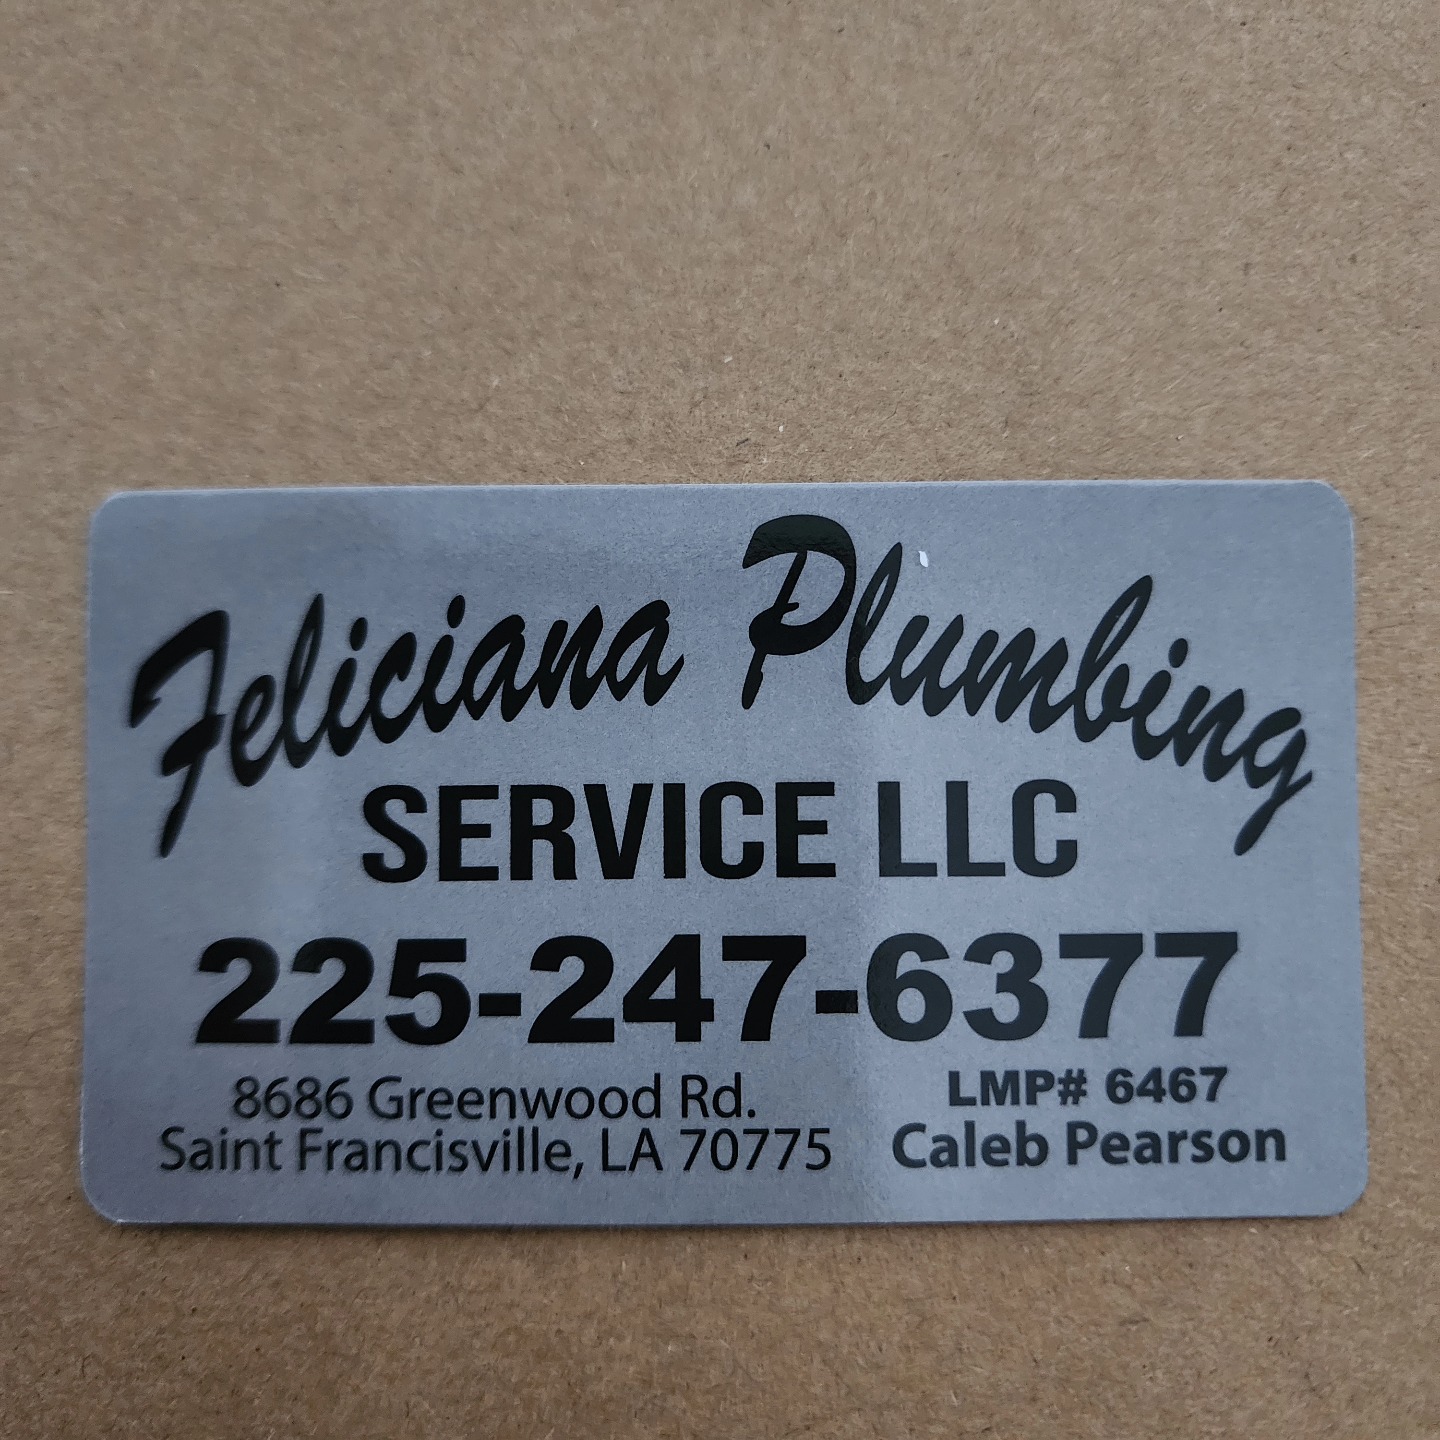 Feliciana Plumbing
SERVICE LLC
225-247-6377
8686 Greenwood Rd.
Saint Francisville, LA 70775
LMP# 6467
Caleb Pearson